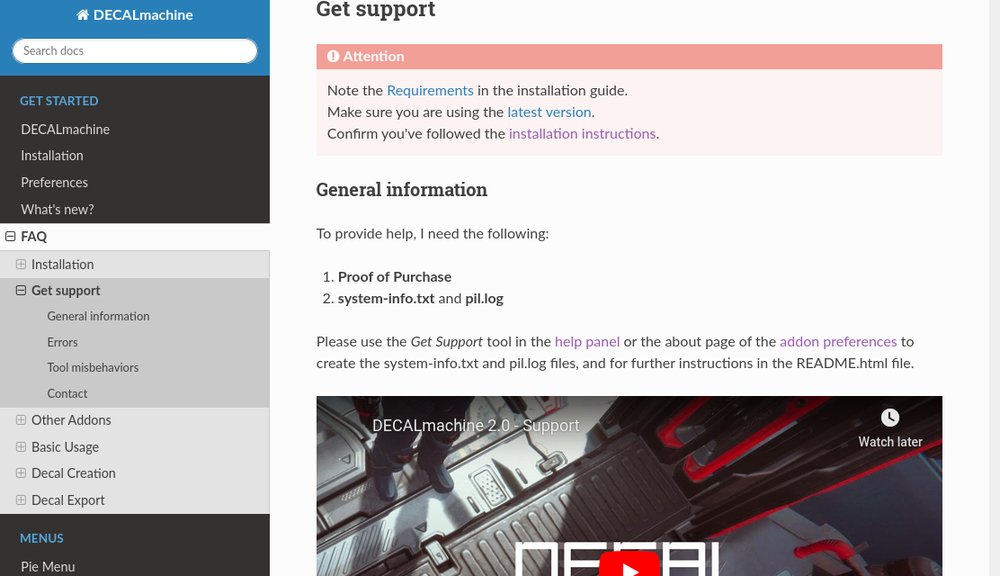 DECALmachine
Search docs
GET STARTED
DECALmachine
Installation
Preferences
What's new?
FAQ
Installation
Get support
General information
Errors
Tool misbehaviors
Contact
Other Addons
Basic Usage
Decal Creation
Decal Export
MENUS
Pie Menu
Get support
Attention
Note the Requirements in the installation guide.
Make sure you are using the latest version.
Confirm you've followed the installation instructions.
General information
To provide help, I need the following:
1. Proof of Purchase
2. system-info.txt and pil.log
Please use the Get Support tool in the help panel or the about page of the addon preferences to
create the system-info.txt and pil.log files, and for further instructions in the README.html file.
DECALmachine 2.0 - Support
Watch later
DECAL